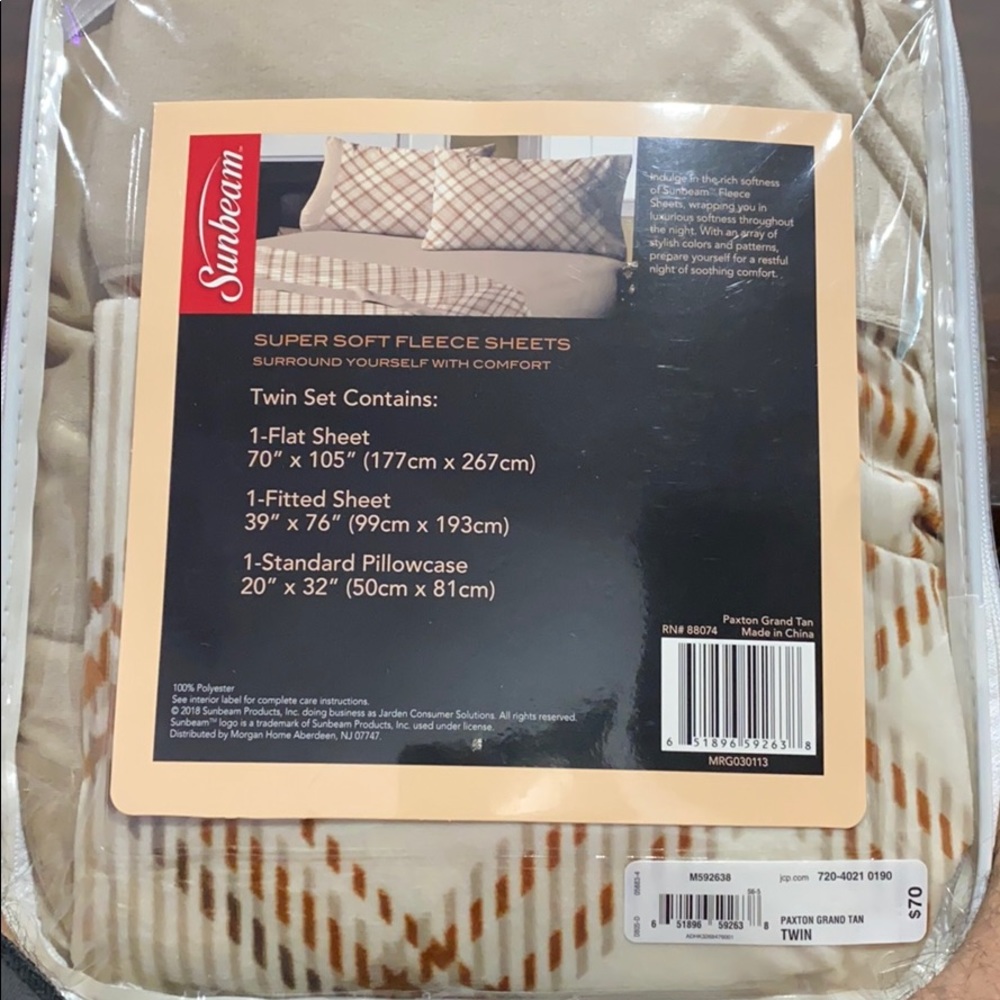 Sunbeam™
Indulge in the rich softness
of Sunbeam™ Fleece
Sheets, wrapping you in
luxurious softness throughout
the night. With an array of
stylish colors and patterns,
prepare yourself for a restful
night of soothing comfort.
SUPER SOFT FLEECE SHEETS
SURROUND YOURSELF WITH COMFORT
Twin Set Contains:
1-Flat Sheet
70" x 105" (177cm x 267cm)
1-Fitted Sheet
39" x 76" (99cm x 193cm)
1-Standard Pillowcase
20" x 32" (50cm x 81cm)
Paxton Grand Tan
RN# 88074 Made in China
6 51896 59263 8
MRG030113
100% Polyester
See interior label for complete care instructions.
© 2018 Sunbeam Products, Inc. doing business as Jarden Consumer Solutions. All rights reserved.
Sunbeam™ logo is a trademark of Sunbeam Products, Inc. used under license.
Distributed by Morgan Home Aberdeen, NJ 07747.
M592638 jcp.com 720-4021 0190
6 51896 59263 8
PAXTON GRAND TAN
TWIN
$70